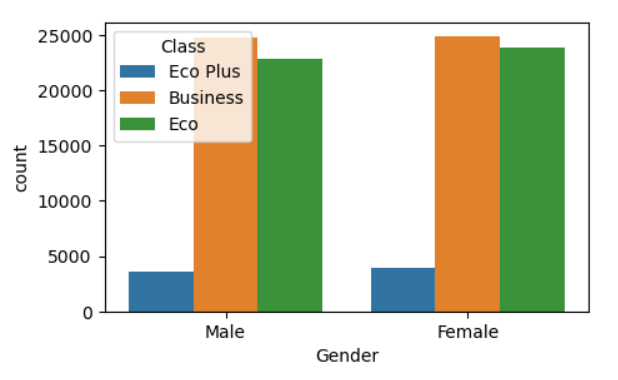 25000
20000
15000
10000
5000
0
count
Class
Eco Plus
Business
Eco
Male
Female
Gender